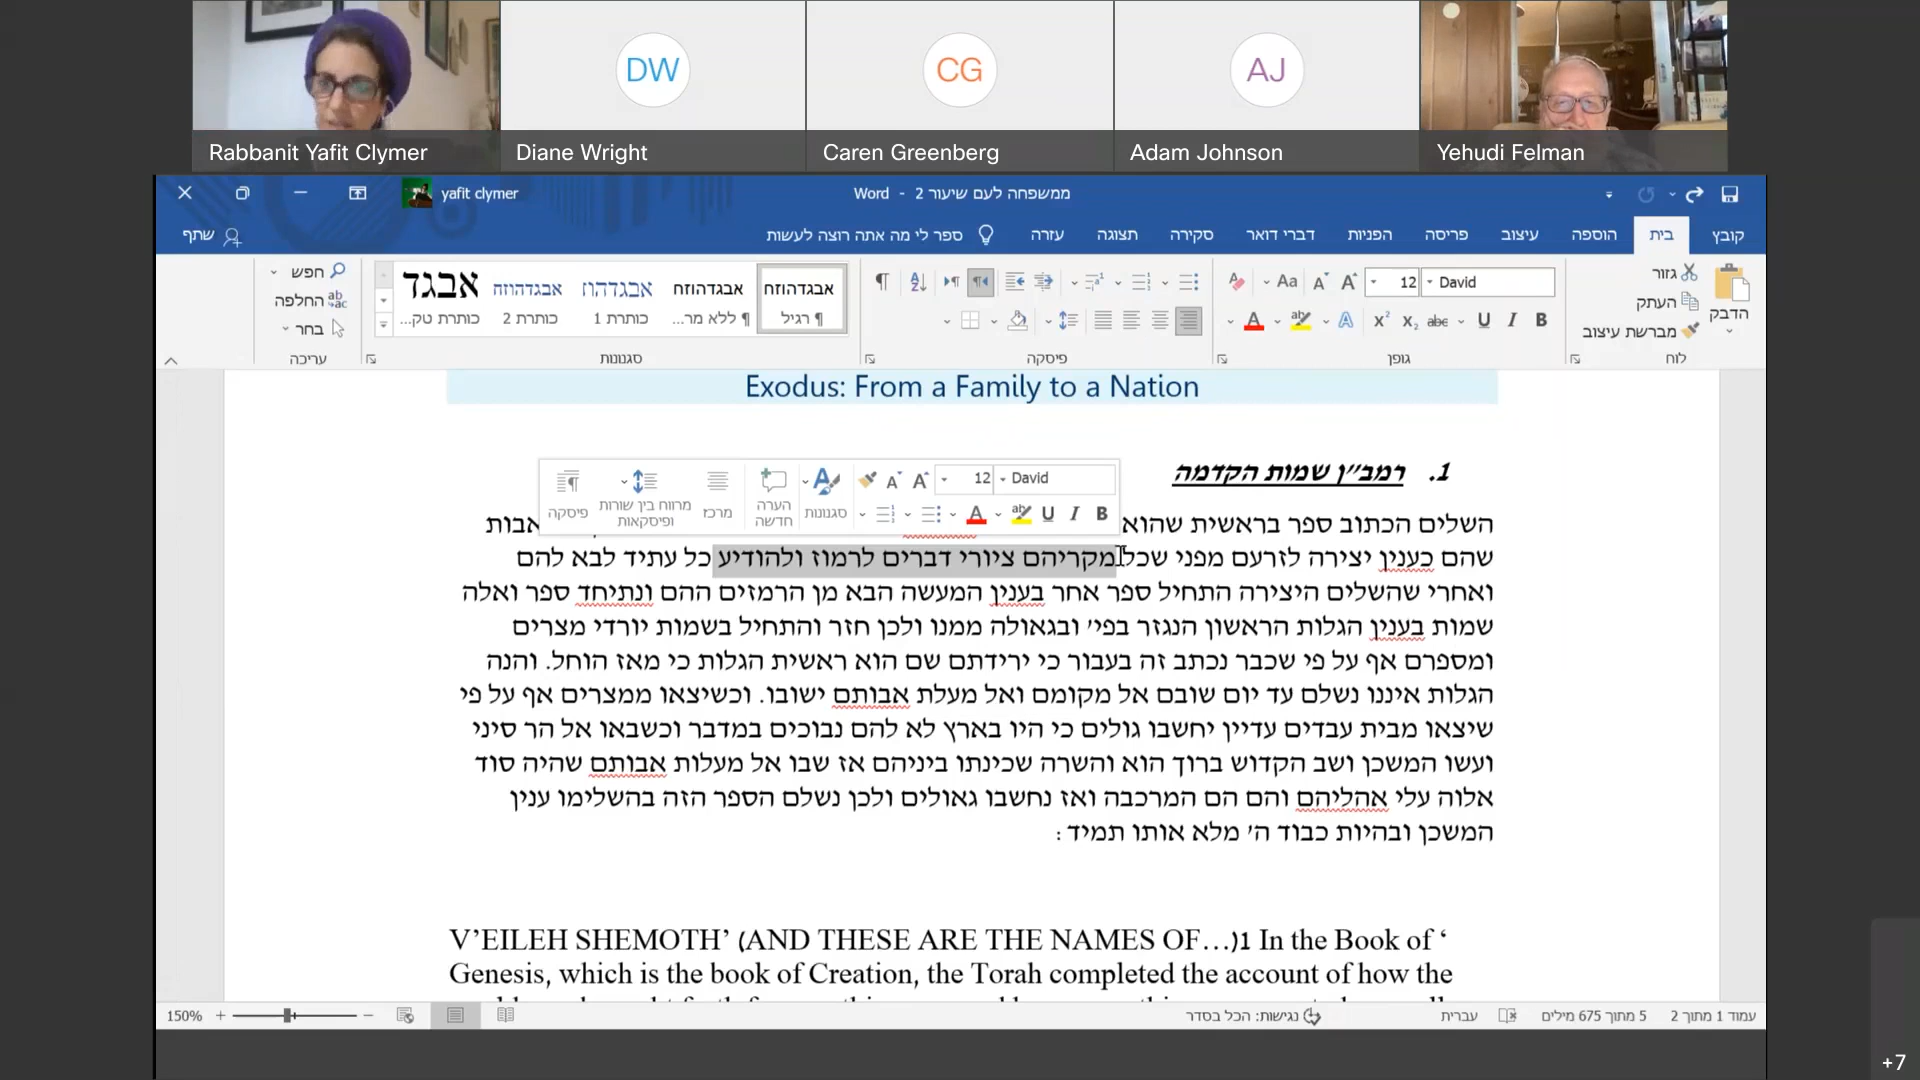 DW
CG
AJ
Rabbanit Yafit Clymer
Diane Wright
Caren Greenberg
Adam Johnson
Yehudi Felman
yafit clymer
ממשפחה לעם שיעור 2 - Word
קובץ
בית
הוספה
עיצוב
פריסה
הפניות
דברי דואר
סקירה
תצוגה
עזרה
ספר לי מה אתה רוצה לעשות
שתף
הדבק
גזור
העתק
מברשת עיצוב
לוח
David
12
גופן
פיסקה
אבגדהוזח
רגיל ¶
אבגדהוזח
¶ ללא מר...
אבגדהוז
כותרת 1
אבגדהוזח
כותרת 2
אבגד
כותרת טק...
סגנונות
חפש
החלפה
בחר
עריכה
Exodus: From a Family to a Nation
1. רמב״ן שמות הקדמה
David
12
סגנונות
הערה חדשה
מרכז
מרווח בין שורות ופיסקאות
פיסקה
השלים הכתוב ספר בראשית שהוא אבות
שהם כענין יצירה לזרעם מפני שכל מקריהם ציורי דברים לרמוז ולהודיע כל עתיד לבא להם
ואחרי שהשלים היצירה התחיל ספר אחר בענין המעשה הבא מן הרמזים ההם ונתיחד ספר ואלה
שמות בענין הגלות הראשון הנגזר בפי׳ ובגאולה ממנו ולכן חזר והתחיל בשמות יורדי מצרים
ומספרם אף על פי שכבר נכתב זה בעבור כי ירידתם שם הוא ראשית הגלות כי מאז הוחל. והנה
הגלות איננו נשלם עד יום שובם אל מקומם ואל מעלת אבותם ישובו. וכשיצאו ממצרים אף על פי
שיצאו מבית עבדים עדיין יחשבו גולים כי היו בארץ לא להם נבוכים במדבר וכשבאו אל הר סיני
ועשו המשכן ושב הקדוש ברוך הוא והשרה שכינתו ביניהם אז שבו אל מעלות אבותם שהיה סוד
אלוה עלי אהליהם והם הם המרכבה ואז נחשבו גאולים ולכן נשלם הספר הזה בהשלימו ענין
המשכן ובהיות כבוד ה׳ מלא אותו תמיד :
V’EILEH SHEMOTH’ (AND THESE ARE THE NAMES OF…)1 In the Book of ‘
Genesis, which is the book of Creation, the Torah completed the account of how the
עמוד 1 מתוך 2
5 מתוך 675 מילים
עברית
נגישות: הכל בסדר
150%
+7